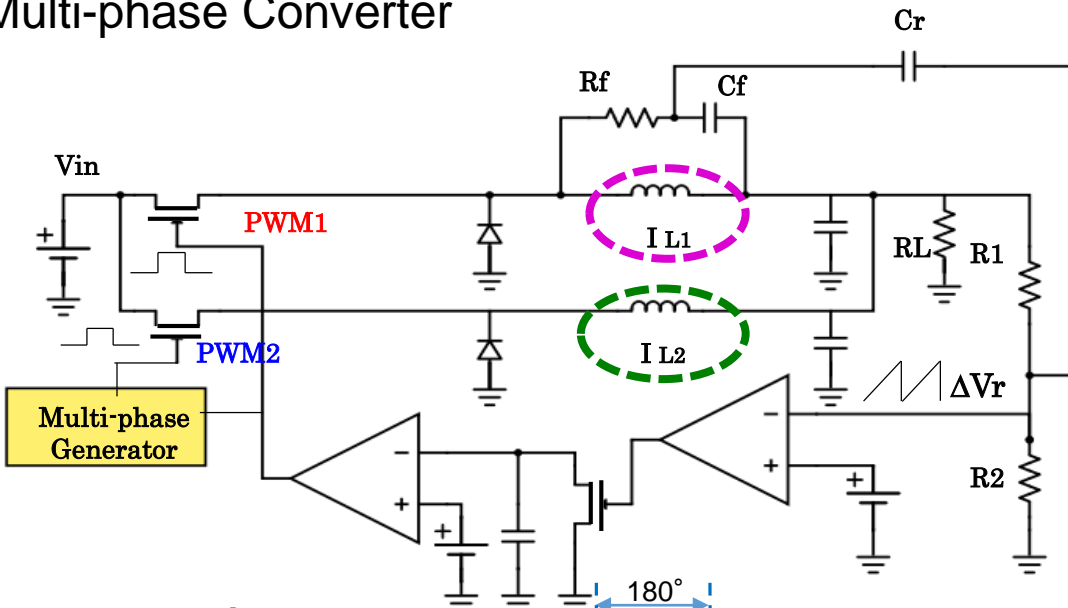 Multi-phase Converter
Cr
Rf
Cf
Vin
PWM1
I L1
RL
R1
PWM2
I L2
ΔVr
Multi-phase
Generator
R2
180°